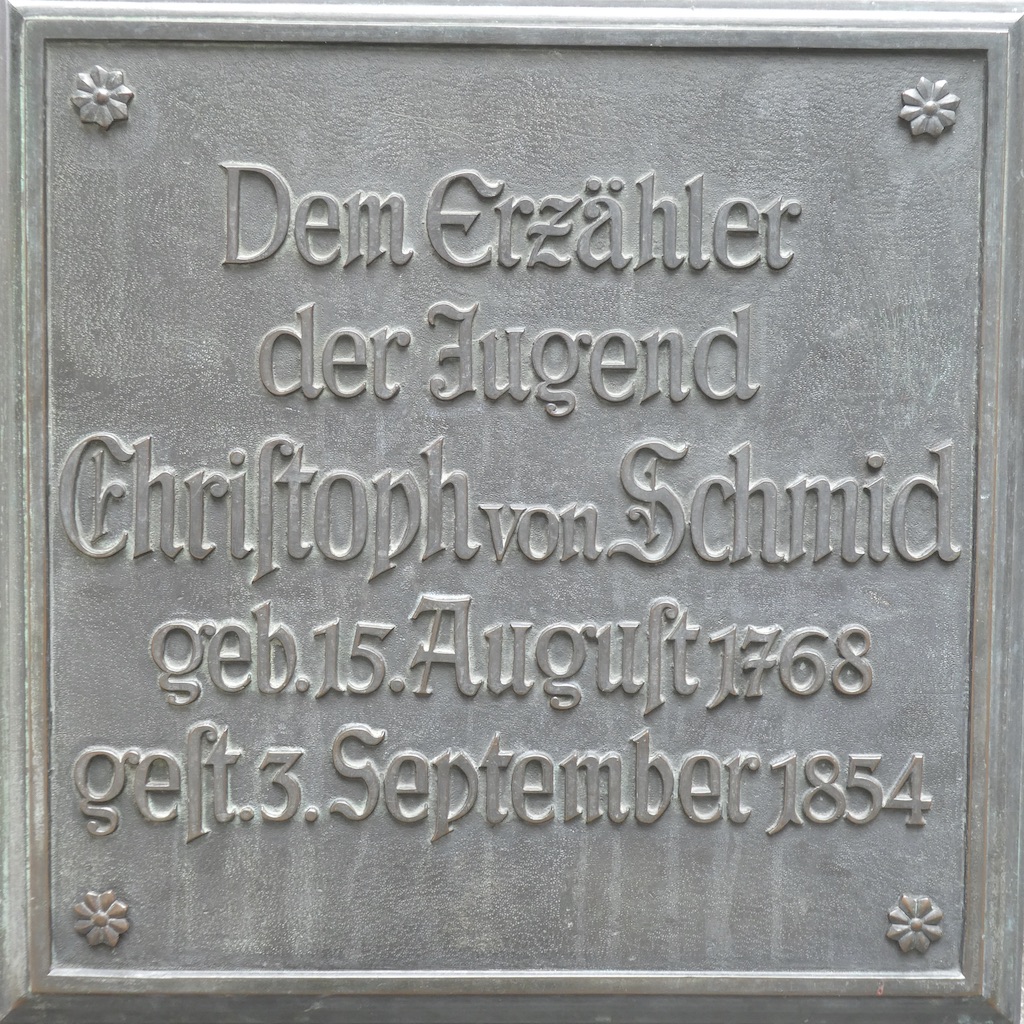 Dem Erzähler
der Jugend
Chriſtoph von Schmid
geb. 15. Auguſt 1768
geſt. 3. September 1854